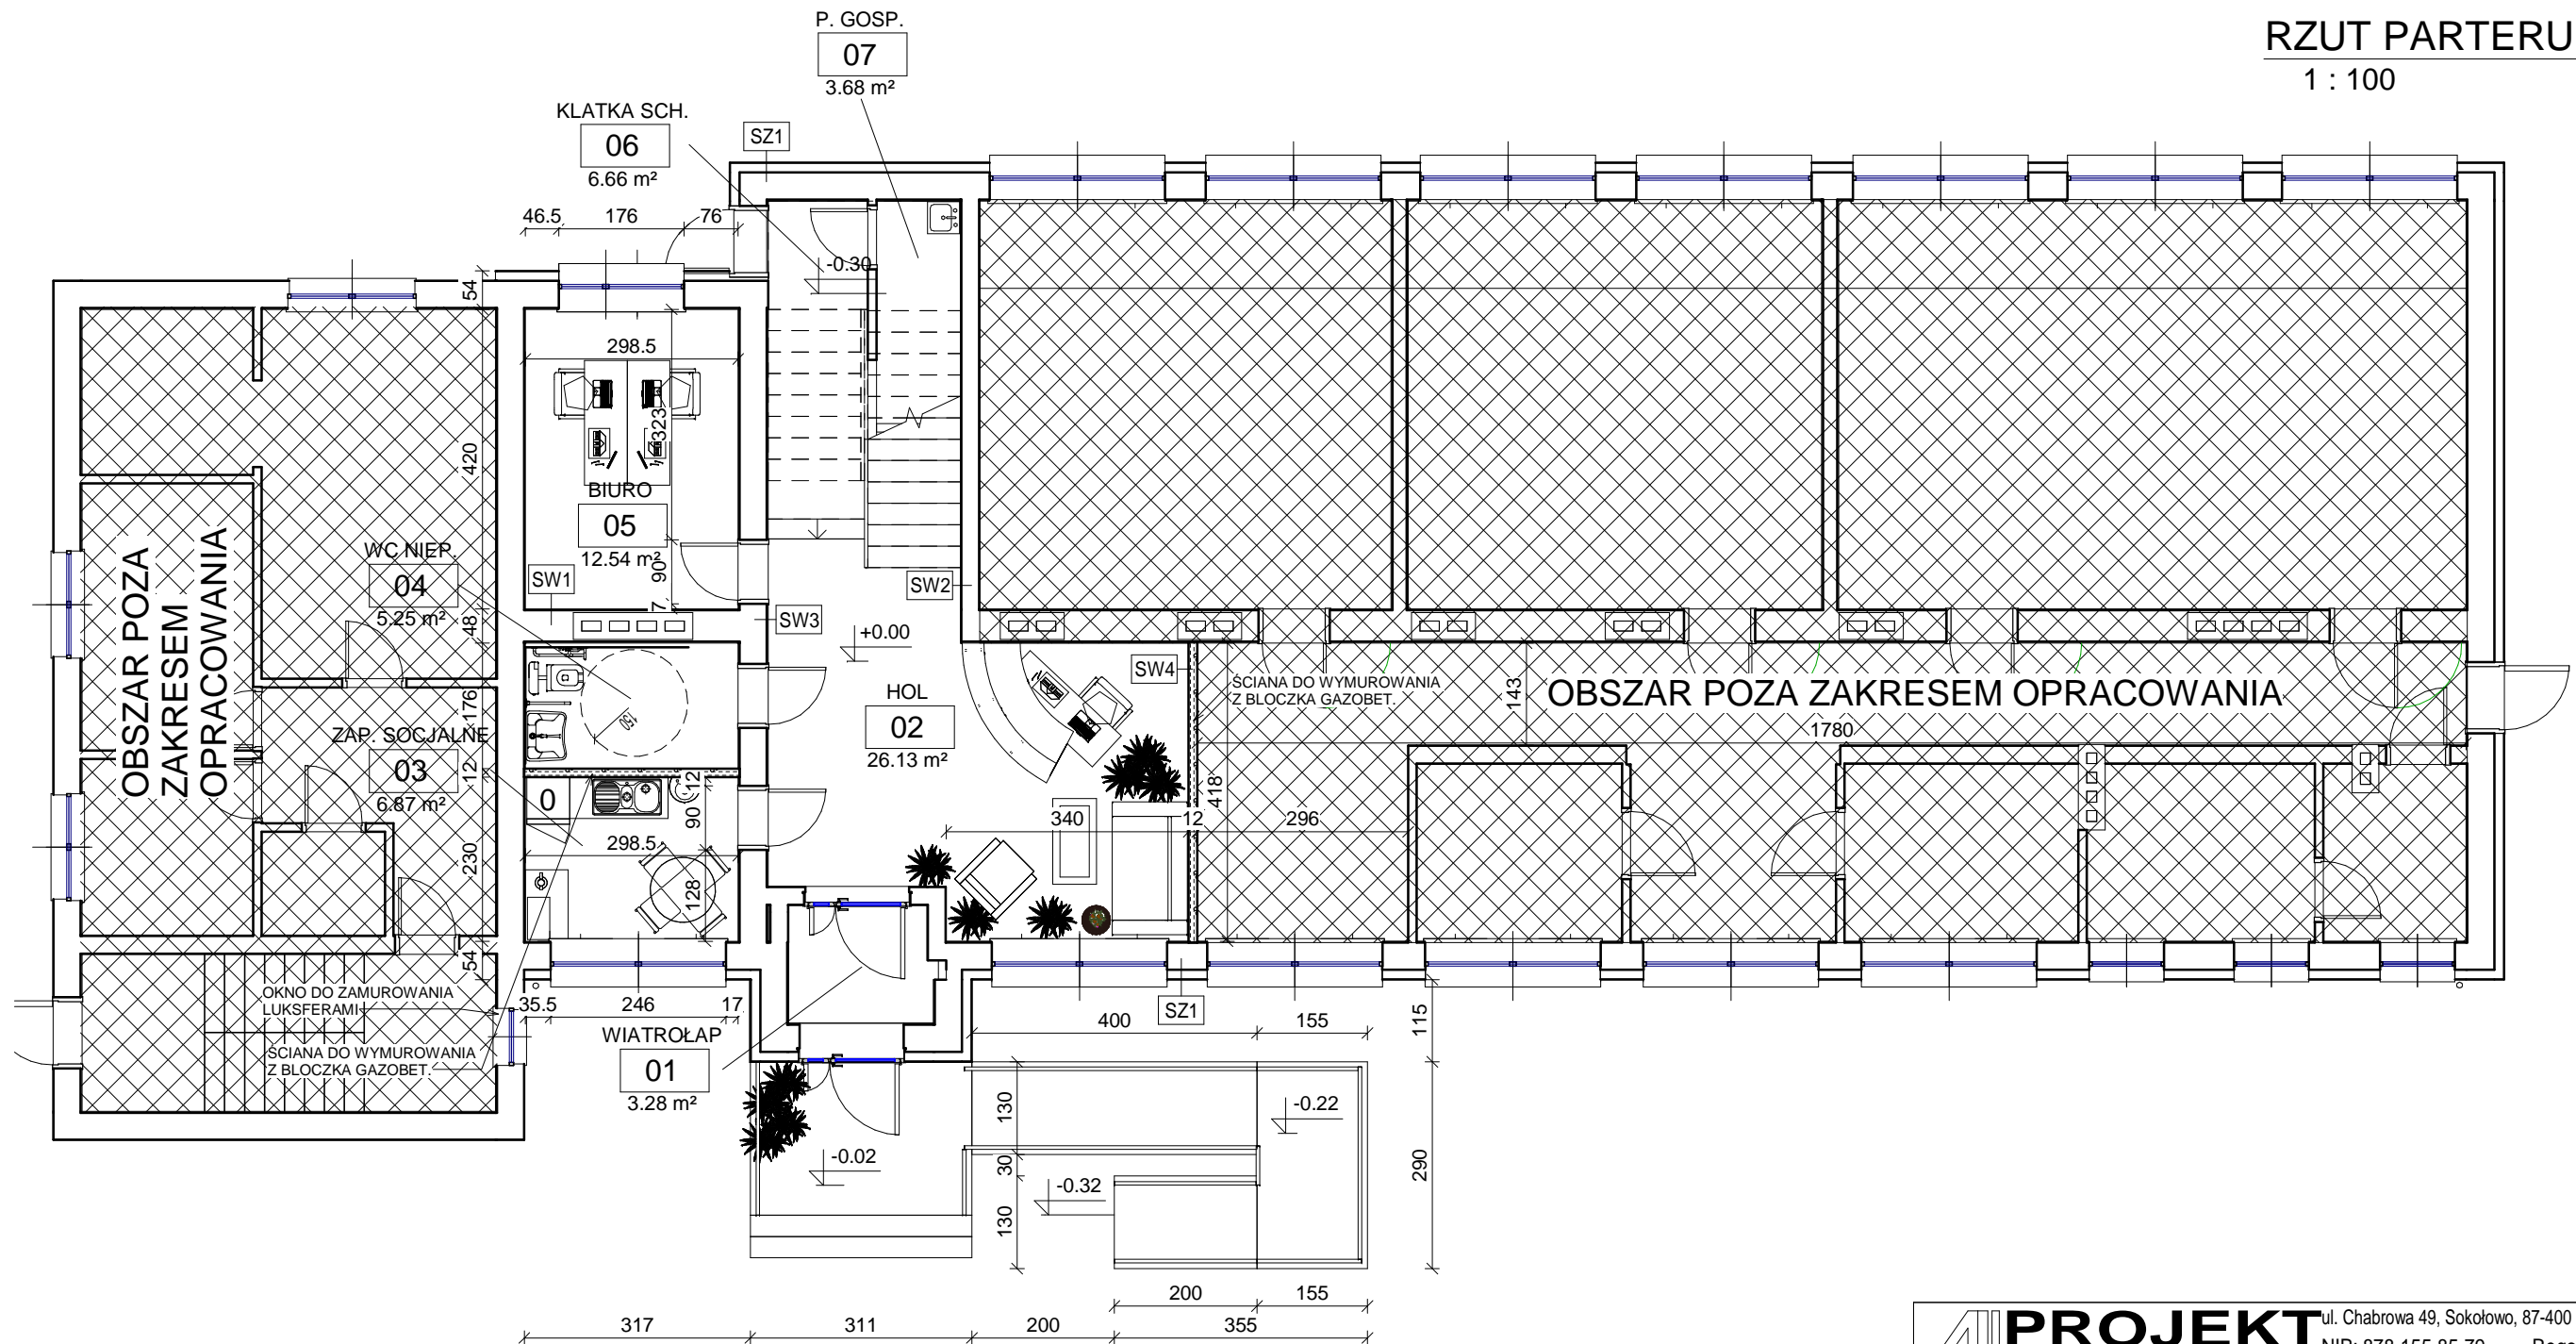 RZUT PARTERU
1 : 100
P. GOSP.
07
3.68 m²
KLATKA SCH.
06
6.66 m²
SZ1
46.5
176
76
-0.30
54
298.5
323
420
BIURO
05
12.54 m²
90
7
48
SW1
SW2
SW3
SW4
WC NIEP.
04
5.25 m²
OBSZAR POZA
ZAKRESEM
OPRACOWANIA
+0.00
HOL
02
26.13 m²
150
176
12
ZAP. SOCJALNE
03
6.87 m²
0
12
90
298.5
128
230
54
ŚCIANA DO WYMUROWANIA
Z BLOCZKA GAZOBET.
143
OBSZAR POZA ZAKRESEM OPRACOWANIA
1780
418
340
12
296
OKNO DO ZAMUROWANIA
LUKSFERAMI
ŚCIANA DO WYMUROWANIA
Z BLOCZKA GAZOBET.
35.5
246
17
WIATROŁAP
01
3.28 m²
SZ1
400
155
115
130
30
130
290
-0.22
-0.02
-0.32
200
155
317
311
200
355
PROJEKT
ul. Chabrowa 49, Sokołowo, 87-400